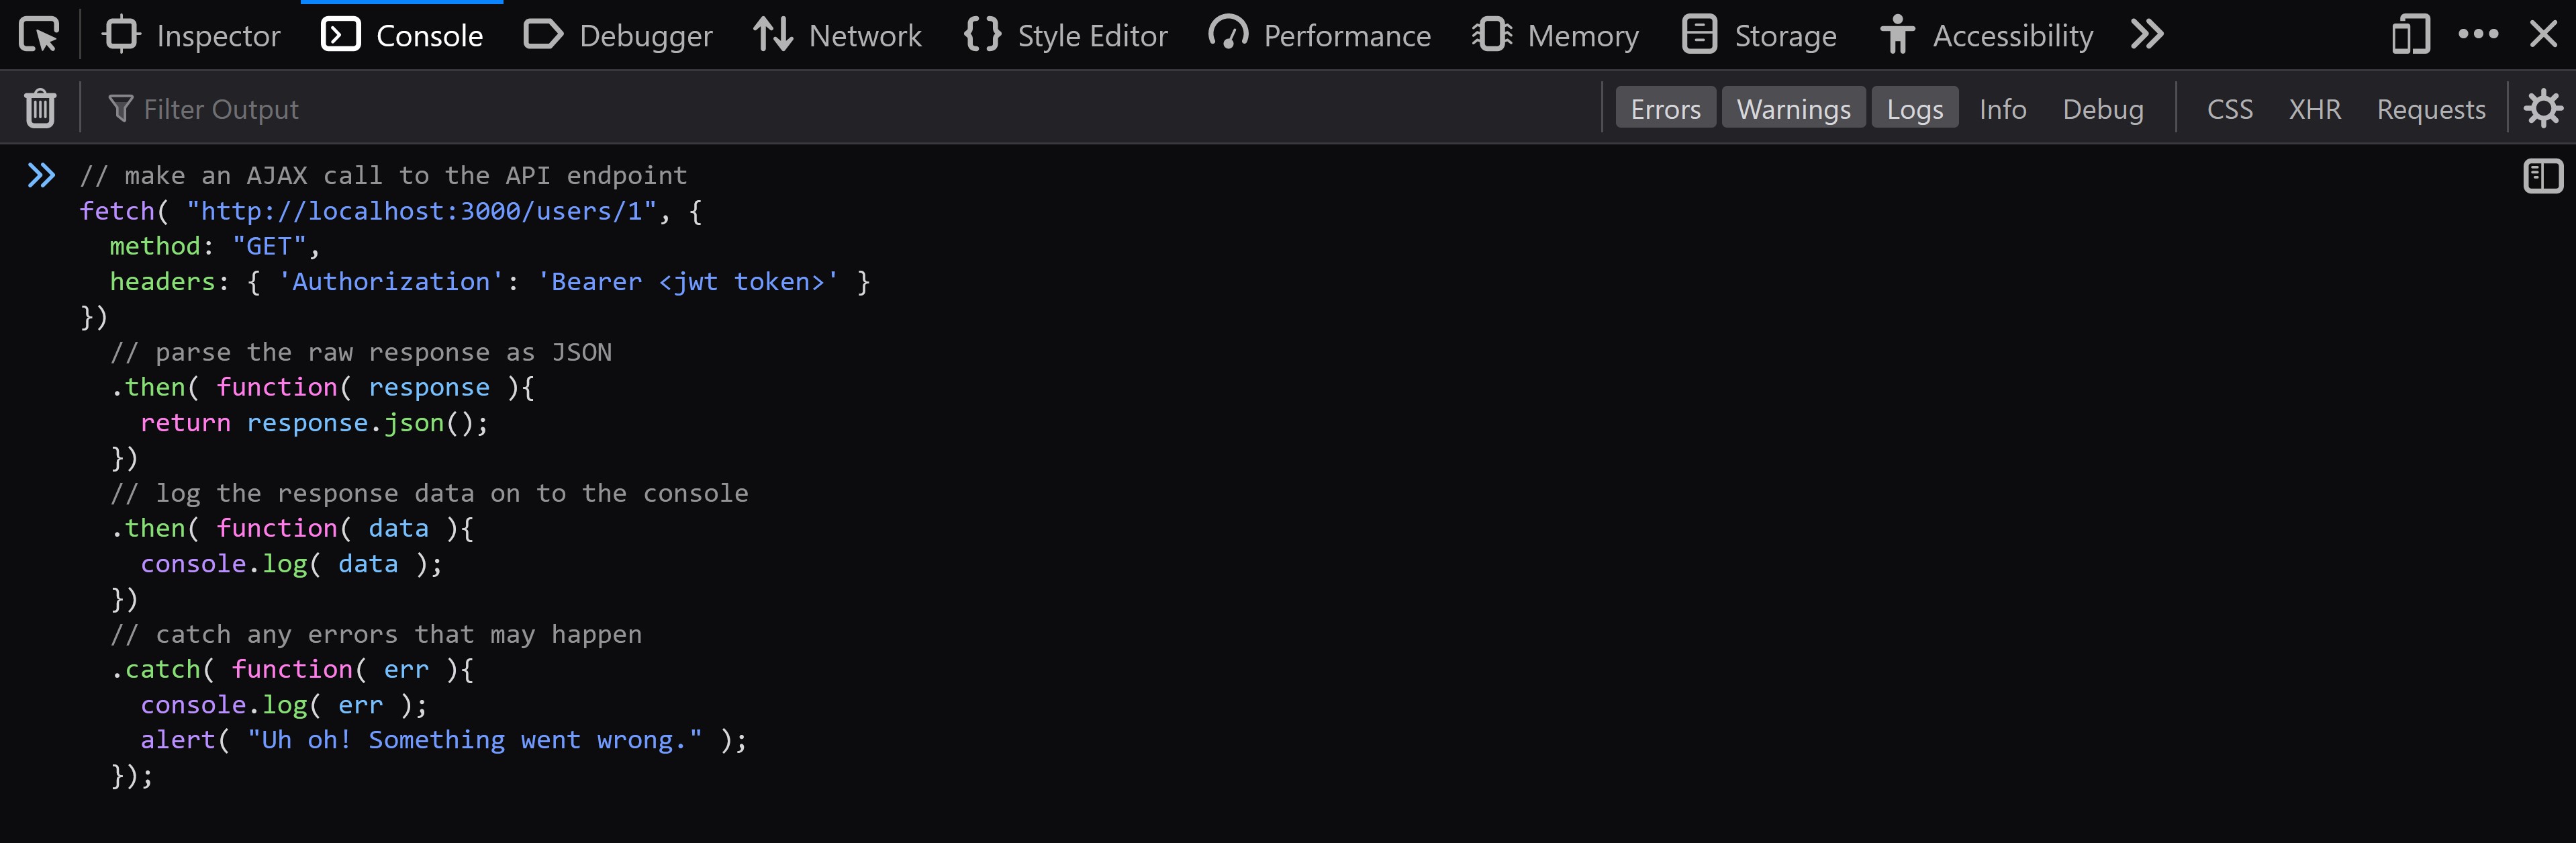 Inspector Console Debugger Network Style Editor Performance Memory Storage Accessibility
Filter Output Errors Warnings Logs Info Debug CSS XHR Requests
// make an AJAX call to the API endpoint
fetch( "http://localhost:3000/users/1", {
  method: "GET",
  headers: { 'Authorization': 'Bearer <jwt token>' }
})
  // parse the raw response as JSON
  .then( function( response ){
    return response.json();
  })
  // log the response data on to the console
  .then( function( data ){
    console.log( data );
  })
  // catch any errors that may happen
  .catch( function( err ){
    console.log( err );
    alert( "Uh oh! Something went wrong." );
  });